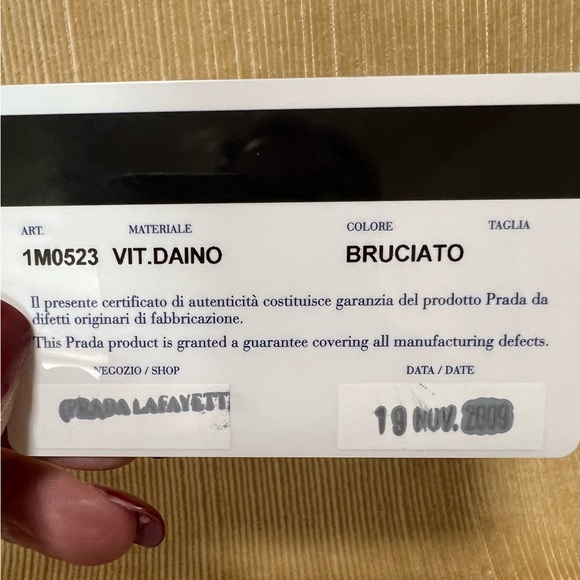 ART. MATERIALE COLORE TAGLIA
1M0523 VIT.DAINO BRUCIATO
Il presente certificato di autenticità costituisce garanzia del prodotto Prada da
difetti originari di fabbricazione.
This Prada product is granted a guarantee covering all manufacturing defects.
NEGOZIO / SHOP DATA / DATE
PRADA LAFAYETT 19 NOV. 2009